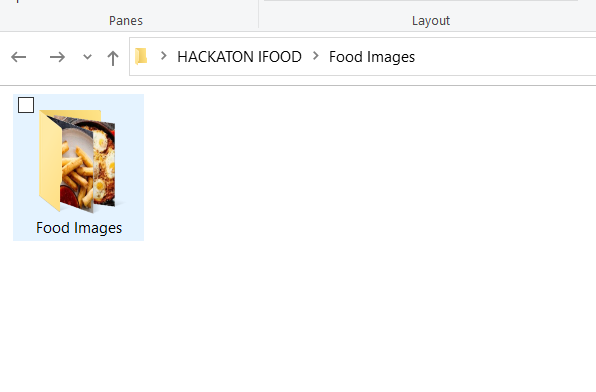 Panes
Layout
HACKATON IFOOD > Food Images
Food Images